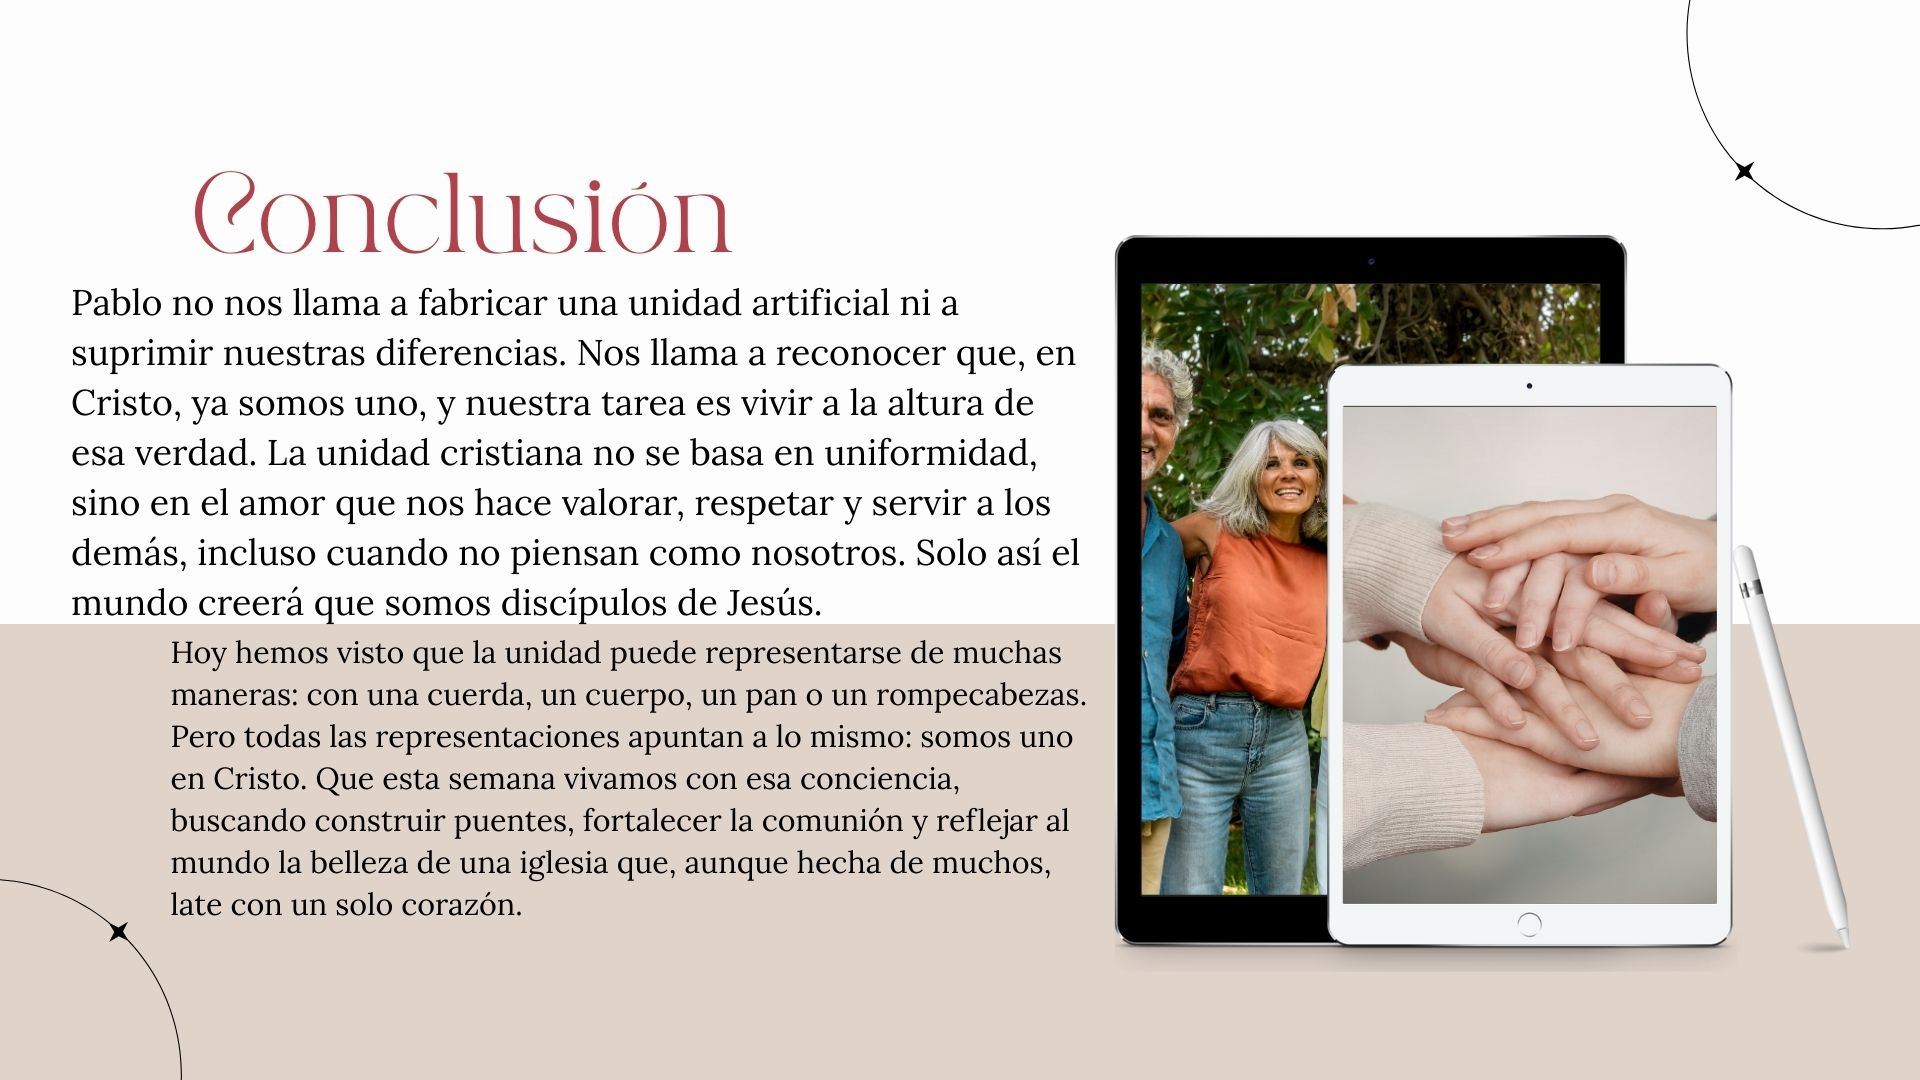 Conclusión
Pablo no nos llama a fabricar una unidad artificial ni a
suprimir nuestras diferencias. Nos llama a reconocer que, en
Cristo, ya somos uno, y nuestra tarea es vivir a la altura de
esa verdad. La unidad cristiana no se basa en uniformidad,
sino en el amor que nos hace valorar, respetar y servir a los
demás, incluso cuando no piensan como nosotros. Solo así el
mundo creerá que somos discípulos de Jesús.
Hoy hemos visto que la unidad puede representarse de muchas
maneras: con una cuerda, un cuerpo, un pan o un rompecabezas.
Pero todas las representaciones apuntan a lo mismo: somos uno
en Cristo. Que esta semana vivamos con esa conciencia,
buscando construir puentes, fortalecer la comunión y reflejar al
mundo la belleza de una iglesia que, aunque hecha de muchos,
late con un solo corazón.